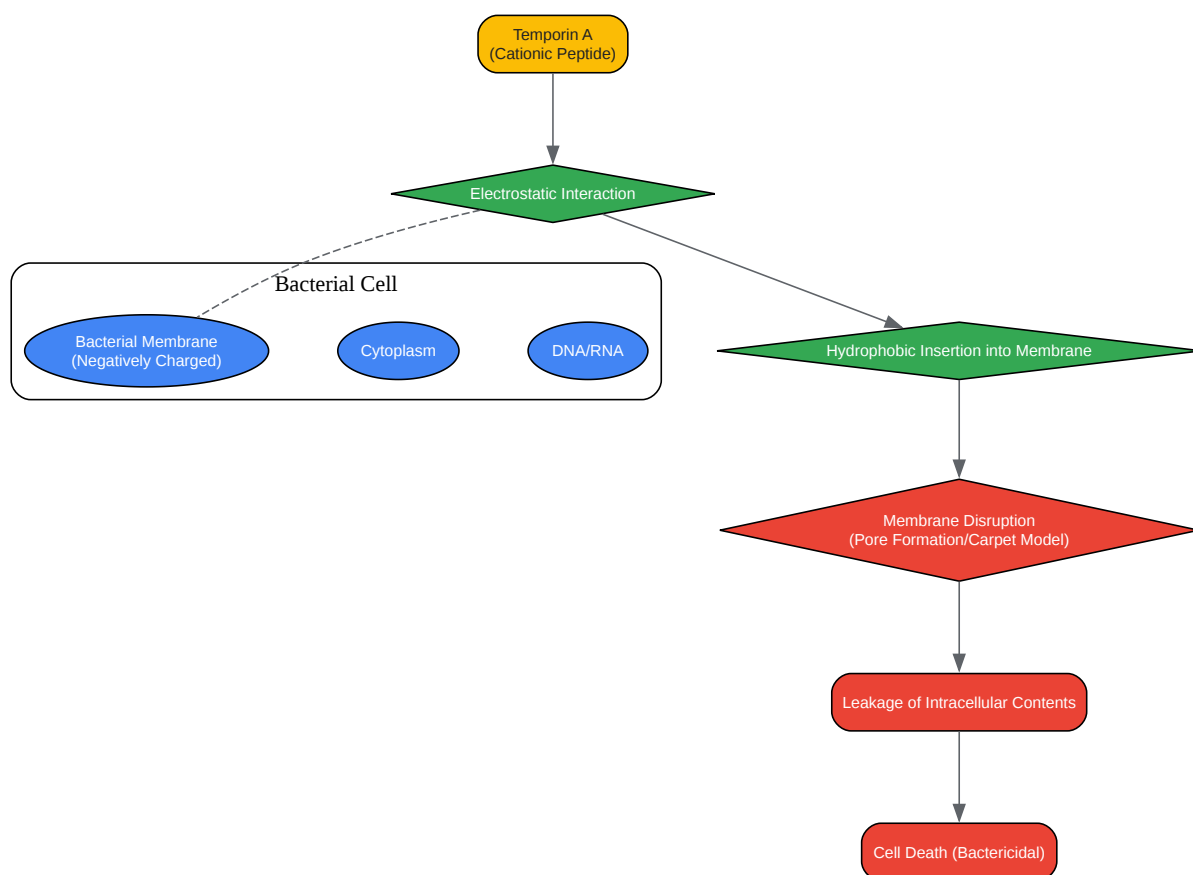 Temporin A
(Cationic Peptide)
Electrostatic Interaction
Bacterial Cell
Bacterial Membrane
(Negatively Charged)
Cytoplasm
DNA/RNA
Hydrophobic Insertion into Membrane
Membrane Disruption
(Pore Formation/Carpet Model)
Leakage of Intracellular Contents
Cell Death (Bactericidal)